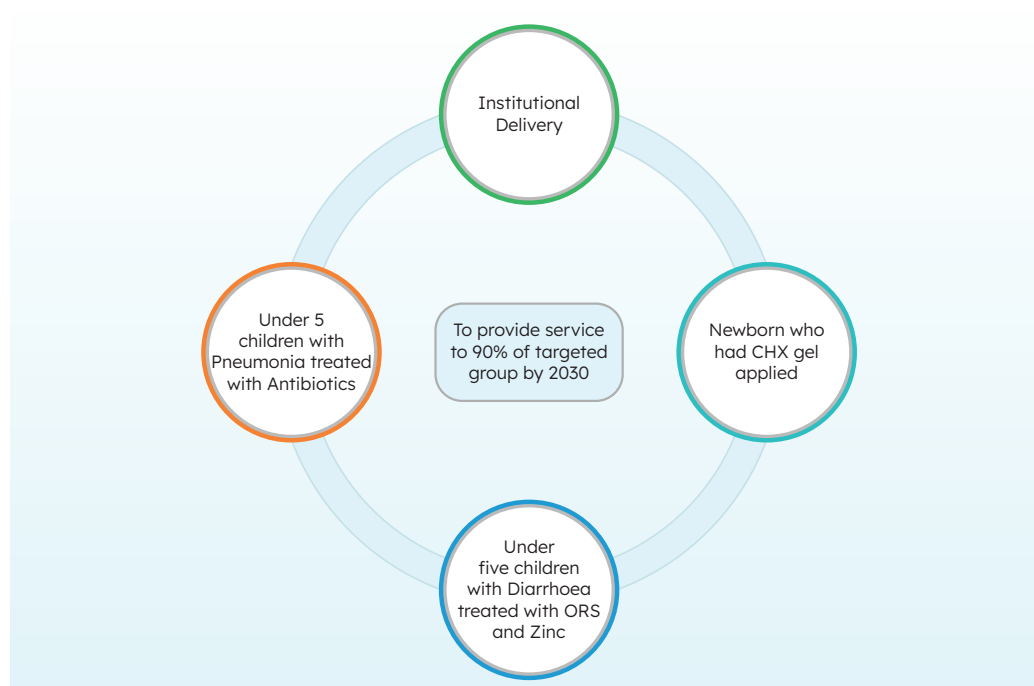 Institutional
Delivery
Under 5
children with
Pneumonia treated
with Antibiotics
To provide service
to 90% of targeted
group by 2030
Newborn who
had CHX gel
applied
Under
five children
with Diarrhoea
treated with ORS
and Zinc